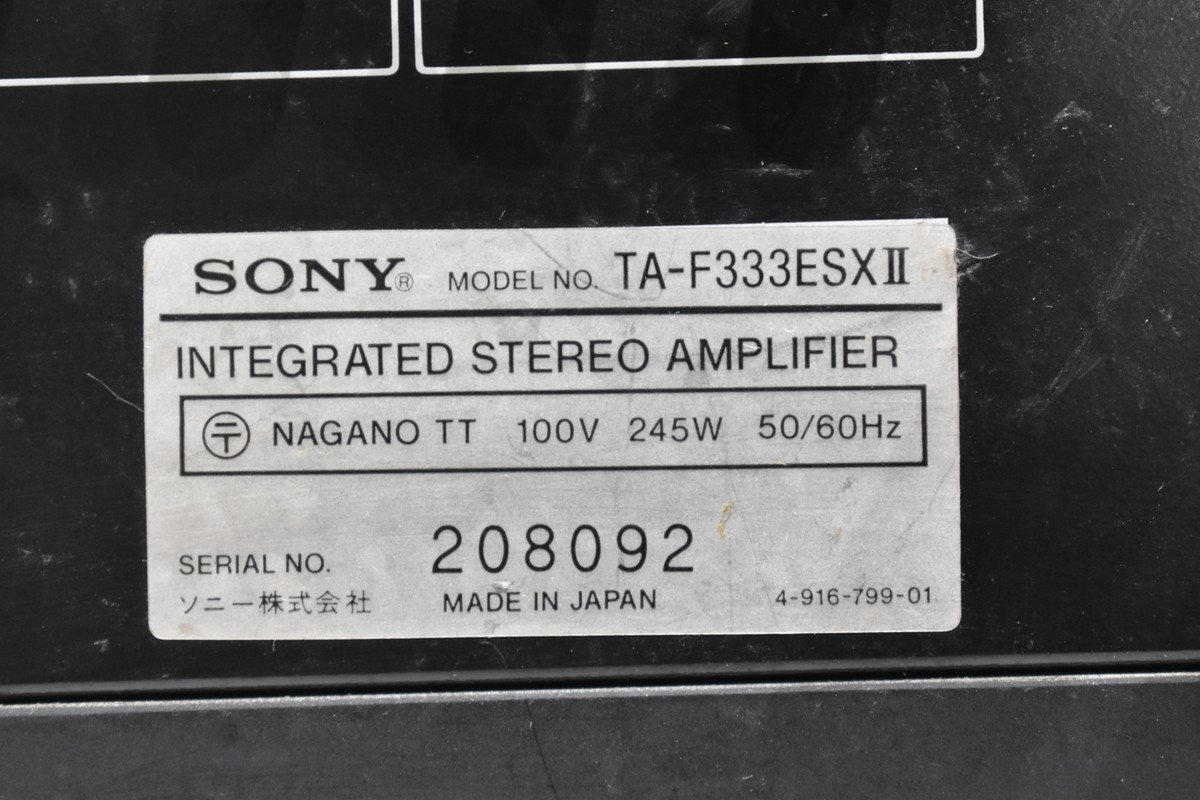 SONY® MODEL NO. TA-F333ESXⅡ
INTEGRATED STEREO AMPLIFIER
〶 NAGANO TT 100V 245W 50/60Hz
SERIAL NO. 208092
ソニー株式会社 MADE IN JAPAN 4-916-799-01